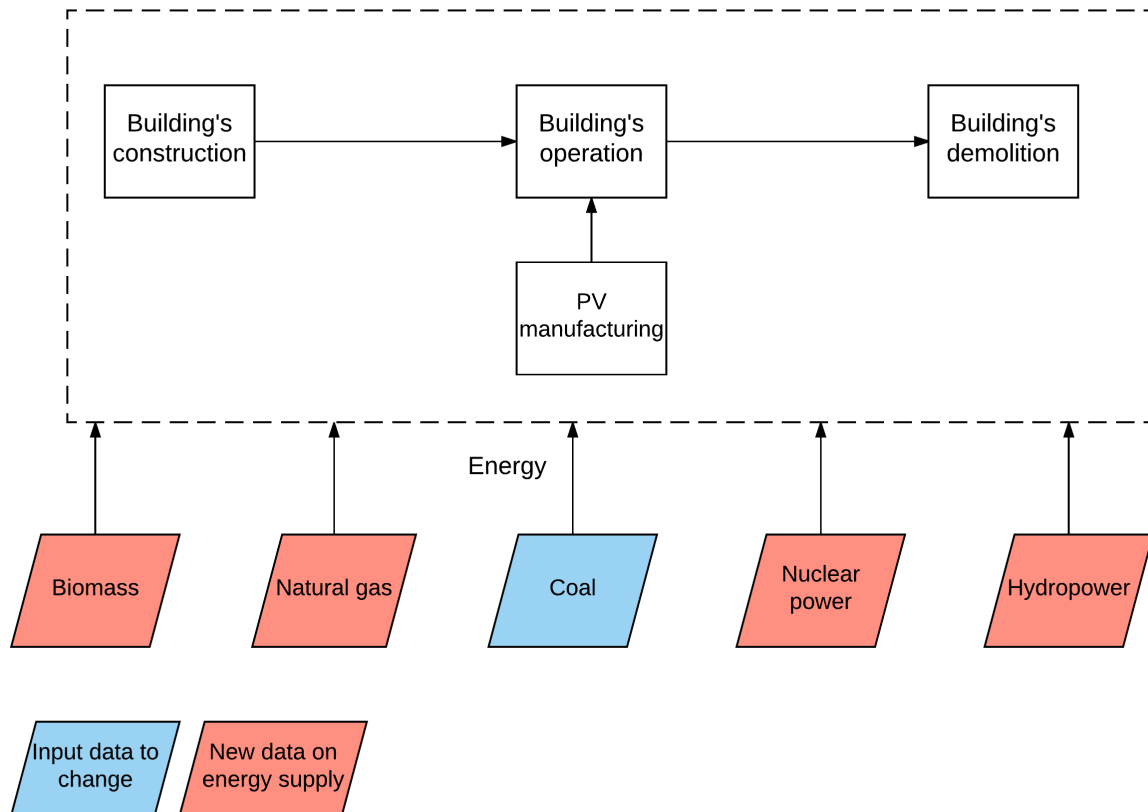 Building's
construction
Building's
operation
Building's
demolition
PV
manufacturing
Energy
Biomass
Natural gas
Coal
Nuclear
power
Hydropower
Input data to
change
New data on
energy supply